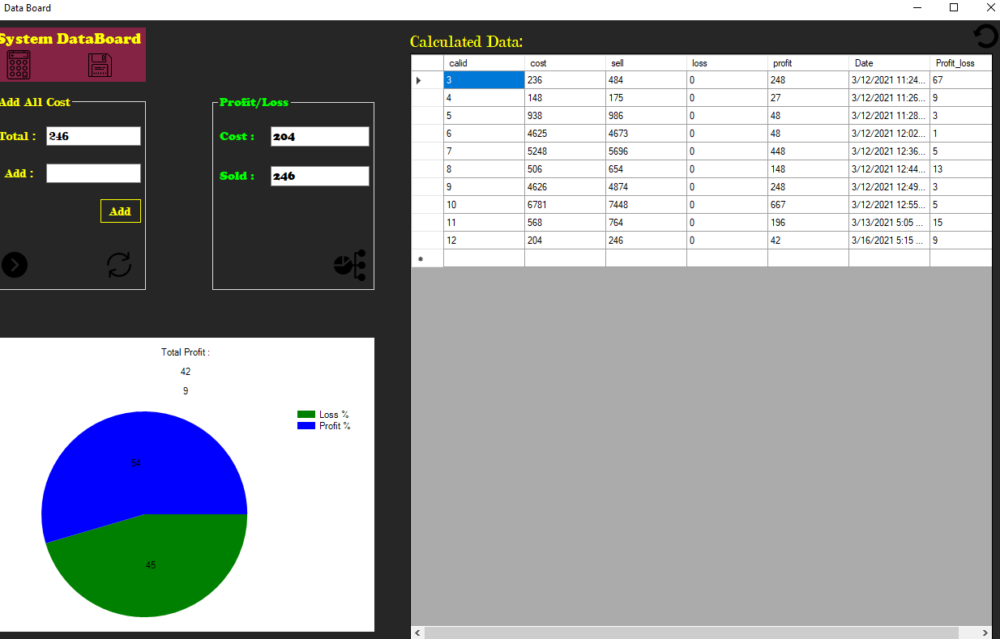 Data Board
System DataBoard
Add All Cost
Total : 246
Add :
Add
Profit/Loss
Cost : 204
Sold : 246
Total Profit :
42
9
Loss %
Profit %
54
45
Calculated Data:
calid cost sell loss profit Date Profit_loss
3 236 484 0 248 3/12/2021 11:24... 67
4 148 175 0 27 3/12/2021 11:26... 9
5 938 986 0 48 3/12/2021 11:28... 3
6 4625 4673 0 48 3/12/2021 12:02... 1
7 5248 5696 0 448 3/12/2021 12:36... 5
8 506 654 0 148 3/12/2021 12:44... 13
9 4626 4874 0 248 3/12/2021 12:49... 3
10 6781 7448 0 667 3/12/2021 12:55... 5
11 568 764 0 196 3/13/2021 5:05 ... 15
12 204 246 0 42 3/16/2021 5:15 ... 9